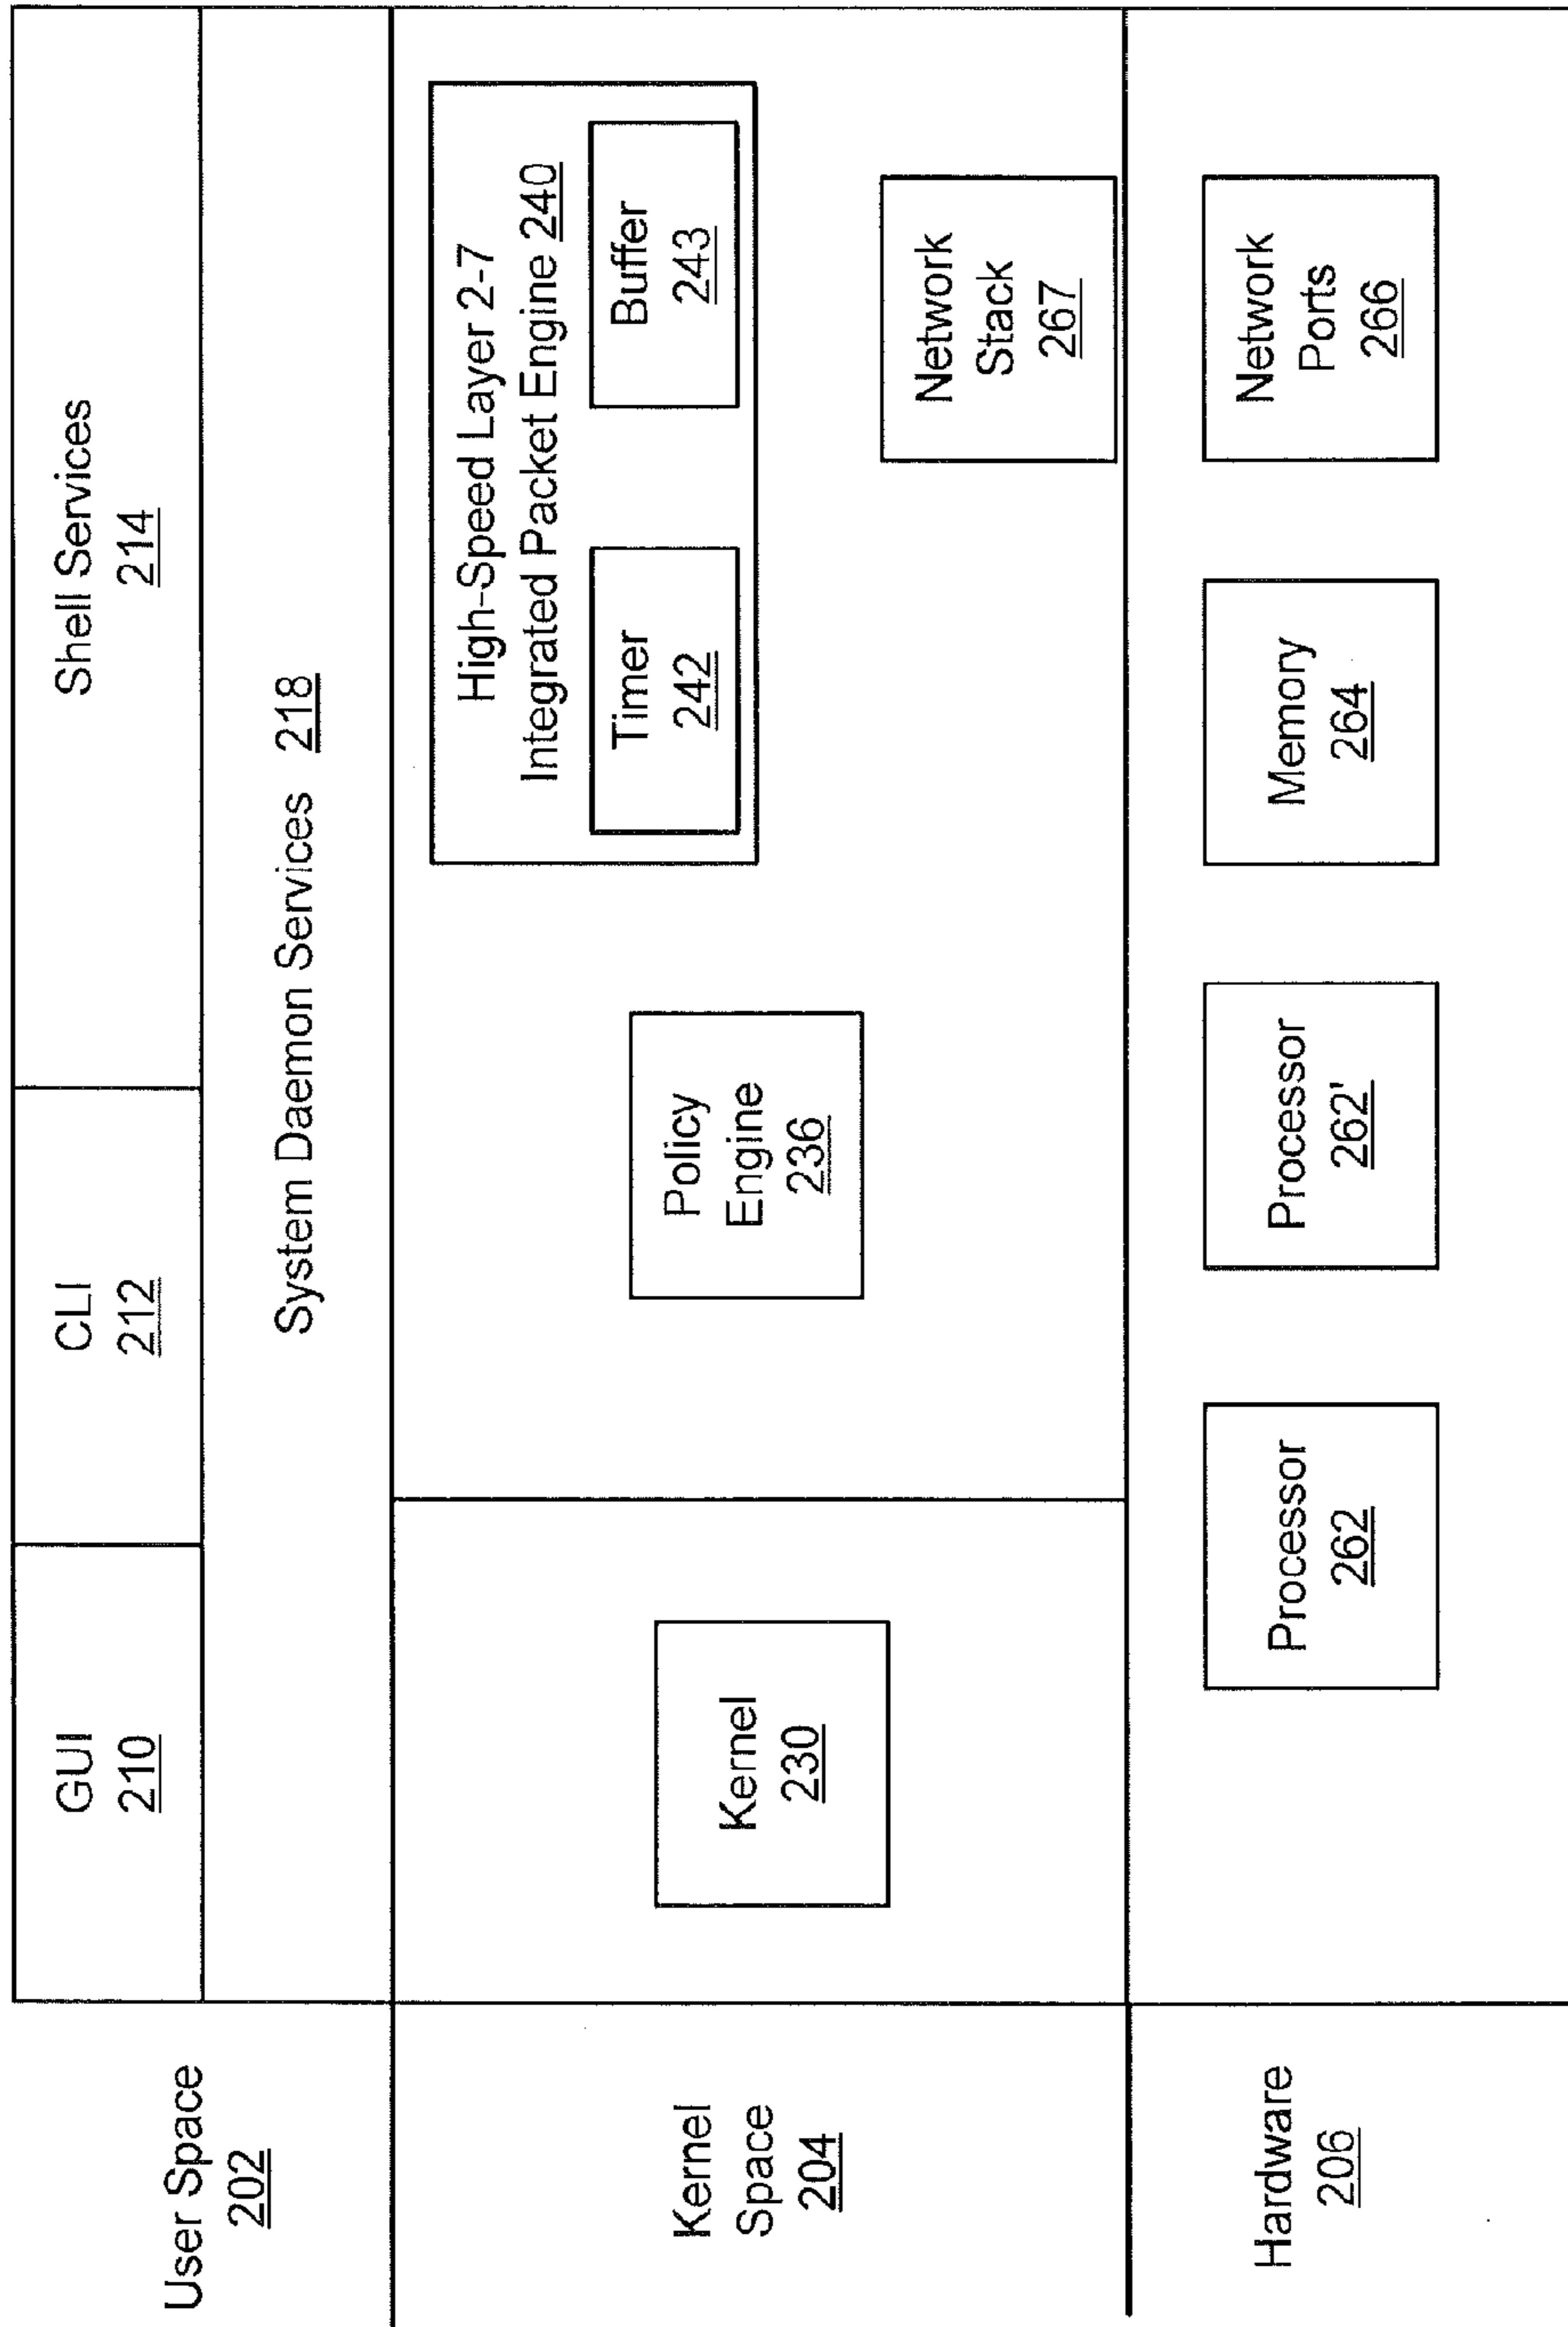 User Space
202
GUI
210
CLI
212
Shell Services
214
System Daemon Services 218
Kernel
Space
204
Kernel
230
Policy
Engine
236
High-Speed Layer 2-7
Integrated Packet Engine 240
Timer
242
Buffer
243
Network
Stack
267
Hardware
206
Processor
262
Processor
262'
Memory
264
Network
Ports
266